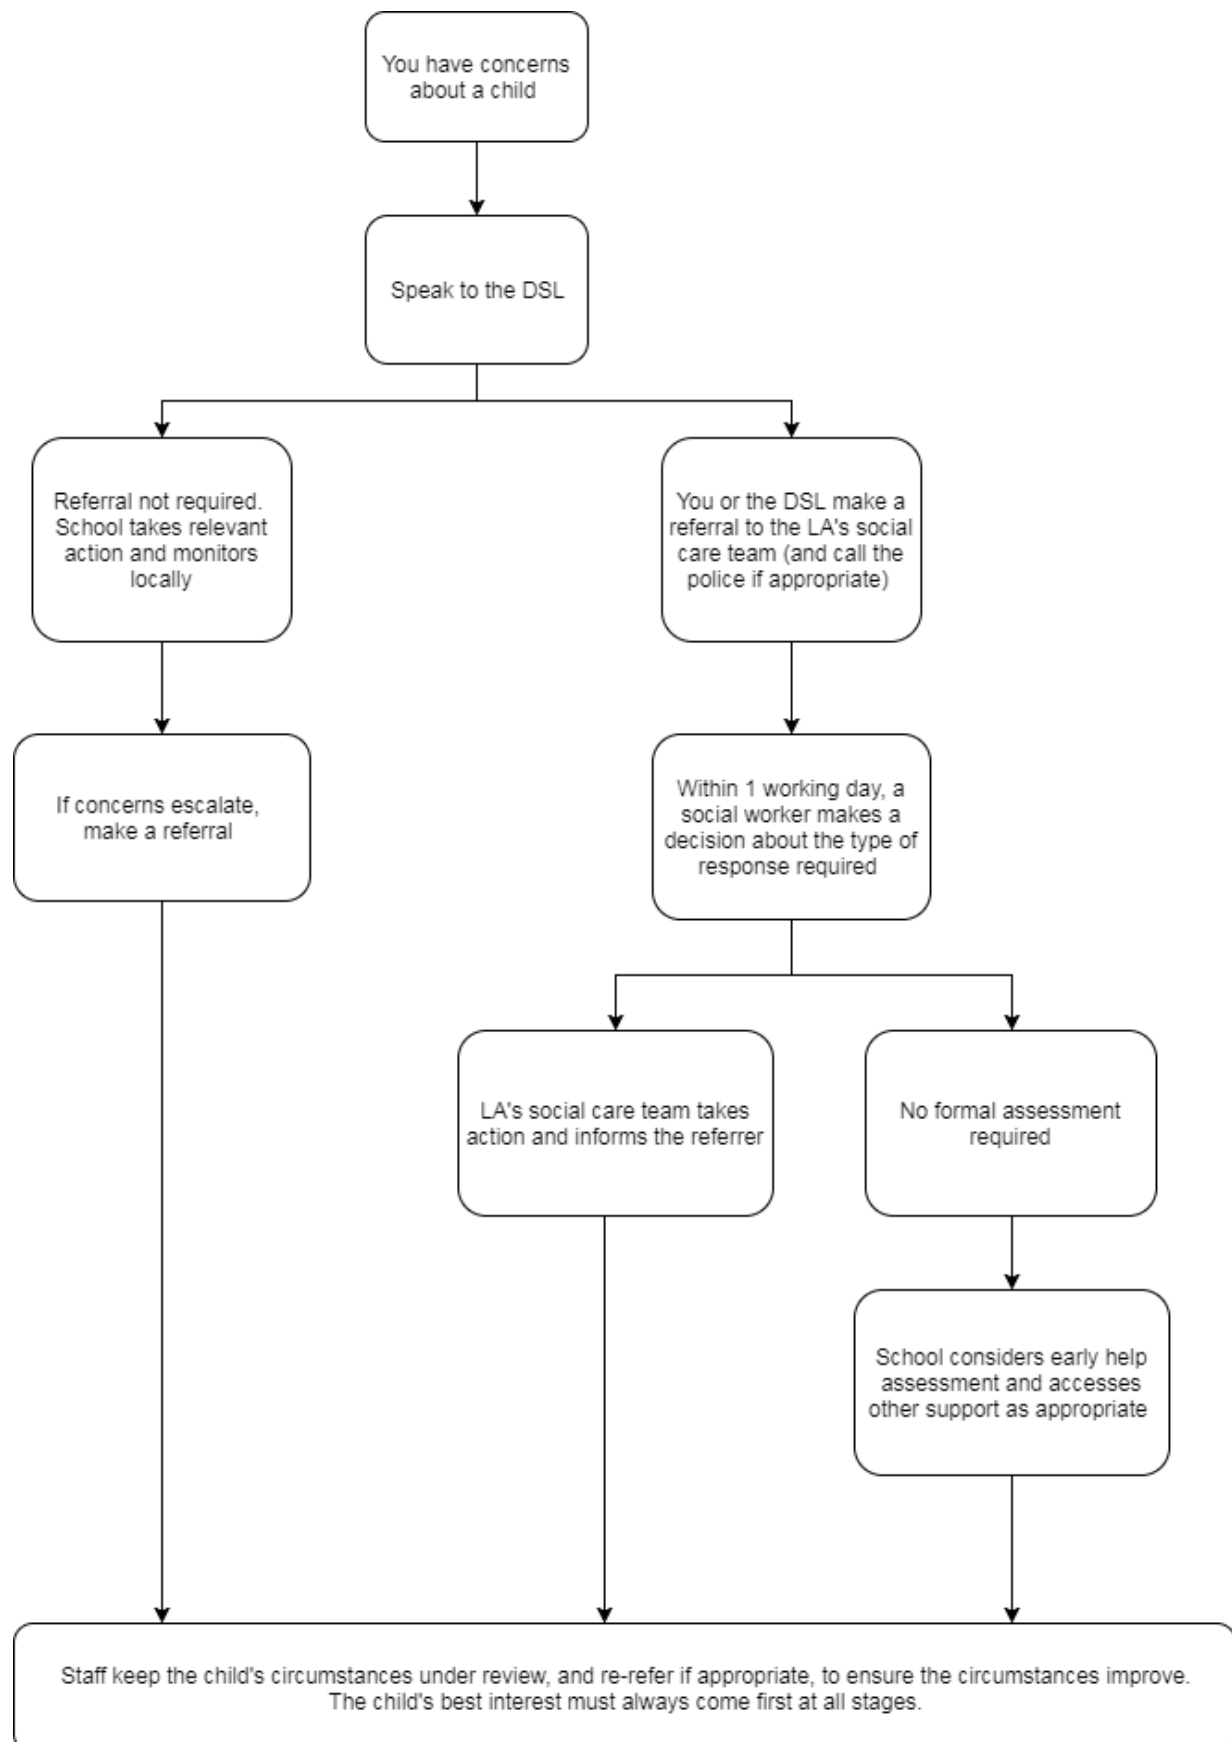 You have concerns
about a child
Speak to the DSL
Referral not required.
School takes relevant
action and monitors
locally
You or the DSL make a
referral to the LA's social
care team (and call the
police if appropriate)
If concerns escalate,
make a referral
Within 1 working day, a
social worker makes a
decision about the type of
response required
LA's social care team takes
action and informs the referrer
No formal assessment
required
School considers early help
assessment and accesses
other support as appropriate
Staff keep the child's circumstances under review, and re-refer if appropriate, to ensure the circumstances improve.
The child's best interest must always come first at all stages.